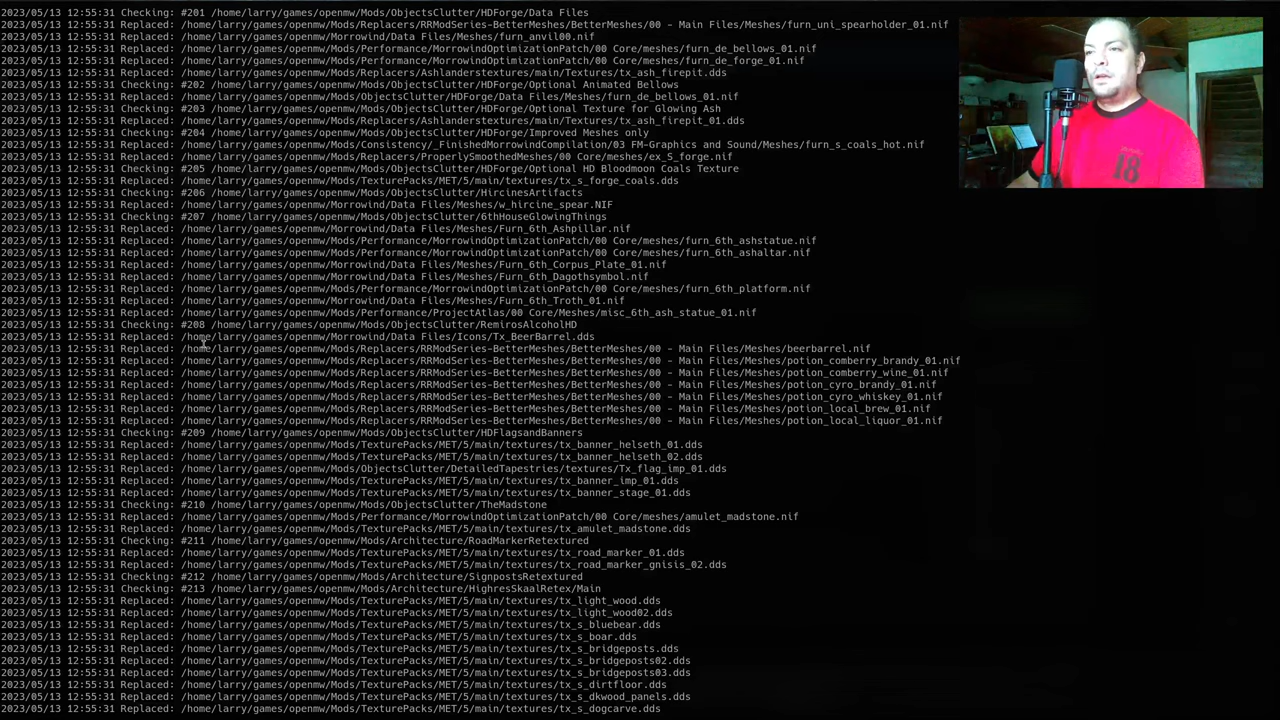 2023/05/13 12:55:31 Checking: #201 /home/larry/games/openmw/Mods/ObjectsClutter/HDForge/Data Files
2023/05/13 12:55:31 Replaced: /home/larry/games/openmw/Mods/Replacers/RRModSeries-BetterMeshes/BetterMeshes/00 - Main Files/Meshes/furn_uni_spearholder_01.nif
2023/05/13 12:55:31 Replaced: /home/larry/games/openmw/Morrowind/Data Files/Meshes/furn_anvil00.nif
2023/05/13 12:55:31 Replaced: /home/larry/games/openmw/Mods/Performance/MorrowindOptimizationPatch/00 Core/meshes/furn_de_bellows_01.nif
2023/05/13 12:55:31 Replaced: /home/larry/games/openmw/Mods/Performance/MorrowindOptimizationPatch/00 Core/meshes/furn_de_forge_01.nif
2023/05/13 12:55:31 Replaced: /home/larry/games/openmw/Mods/Replacers/Ashlanderstextures/main/Textures/tx_ash_firepit.dds
2023/05/13 12:55:31 Checking: #202 /home/larry/games/openmw/Mods/ObjectsClutter/HDForge/Optional Animated Bellows
2023/05/13 12:55:31 Replaced: /home/larry/games/openmw/Mods/ObjectsClutter/HDForge/Data Files/Meshes/furn_de_bellows_01.nif
2023/05/13 12:55:31 Checking: #203 /home/larry/games/openmw/Mods/ObjectsClutter/HDForge/Optional Texture for Glowing Ash
2023/05/13 12:55:31 Replaced: /home/larry/games/openmw/Mods/Replacers/Ashlanderstextures/main/Textures/tx_ash_firepit_01.dds
2023/05/13 12:55:31 Checking: #204 /home/larry/games/openmw/Mods/ObjectsClutter/HDForge/Improved Meshes only
2023/05/13 12:55:31 Replaced: /home/larry/games/openmw/Mods/Consistency/_FinishedMorrowindCompilation/03 FM-Graphics and Sound/Meshes/furn_s_coals_hot.nif
2023/05/13 12:55:31 Replaced: /home/larry/games/openmw/Mods/Replacers/ProperlySmoothedMeshes/00 Core/meshes/ex_S_forge.nif
2023/05/13 12:55:31 Checking: #205 /home/larry/games/openmw/Mods/ObjectsClutter/HDForge/Optional HD Bloodmoon Coals Texture
2023/05/13 12:55:31 Replaced: /home/larry/games/openmw/Mods/TexturePacks/MET/5/main/textures/tx_s_forge_coals.dds
2023/05/13 12:55:31 Checking: #206 /home/larry/games/openmw/Mods/ObjectsClutter/HircinesArtifacts
2023/05/13 12:55:31 Replaced: /home/larry/games/openmw/Morrowind/Data Files/Meshes/w_hircine_spear.NIF
2023/05/13 12:55:31 Checking: #207 /home/larry/games/openmw/Mods/ObjectsClutter/6thHouseGlowingThings
2023/05/13 12:55:31 Replaced: /home/larry/games/openmw/Morrowind/Data Files/Meshes/Furn_6th_Ashpillar.nif
2023/05/13 12:55:31 Replaced: /home/larry/games/openmw/Mods/Performance/MorrowindOptimizationPatch/00 Core/meshes/furn_6th_ashstatue.nif
2023/05/13 12:55:31 Replaced: /home/larry/games/openmw/Mods/Performance/MorrowindOptimizationPatch/00 Core/meshes/furn_6th_ashaltar.nif
2023/05/13 12:55:31 Replaced: /home/larry/games/openmw/Morrowind/Data Files/Meshes/Furn_6th_Corpus_Plate_01.nif
2023/05/13 12:55:31 Replaced: /home/larry/games/openmw/Morrowind/Data Files/Meshes/Furn_6th_Dagothsymbol.nif
2023/05/13 12:55:31 Replaced: /home/larry/games/openmw/Mods/Performance/MorrowindOptimizationPatch/00 Core/meshes/furn_6th_platform.nif
2023/05/13 12:55:31 Replaced: /home/larry/games/openmw/Morrowind/Data Files/Meshes/Furn_6th_Troth_01.nif
2023/05/13 12:55:31 Replaced: /home/larry/games/openmw/Mods/Performance/ProjectAtlas/00 Core/meshes/misc_6th_ash_statue_01.nif
2023/05/13 12:55:31 Checking: #208 /home/larry/games/openmw/Mods/ObjectsClutter/RemirosAlcoholHD
2023/05/13 12:55:31 Replaced: /home/larry/games/openmw/Morrowind/Data Files/Icons/Tx_BeerBarrel.dds
2023/05/13 12:55:31 Replaced: /home/larry/games/openmw/Mods/Replacers/RRModSeries-BetterMeshes/BetterMeshes/00 - Main Files/Meshes/beerbarrel.nif
2023/05/13 12:55:31 Replaced: /home/larry/games/openmw/Mods/Replacers/RRModSeries-BetterMeshes/BetterMeshes/00 - Main Files/Meshes/potion_comberry_brandy_01.nif
2023/05/13 12:55:31 Replaced: /home/larry/games/openmw/Mods/Replacers/RRModSeries-BetterMeshes/BetterMeshes/00 - Main Files/Meshes/potion_comberry_wine_01.nif
2023/05/13 12:55:31 Replaced: /home/larry/games/openmw/Mods/Replacers/RRModSeries-BetterMeshes/BetterMeshes/00 - Main Files/Meshes/potion_cyro_brandy_01.nif
2023/05/13 12:55:31 Replaced: /home/larry/games/openmw/Mods/Replacers/RRModSeries-BetterMeshes/BetterMeshes/00 - Main Files/Meshes/potion_cyro_whiskey_01.nif
2023/05/13 12:55:31 Replaced: /home/larry/games/openmw/Mods/Replacers/RRModSeries-BetterMeshes/BetterMeshes/00 - Main Files/Meshes/potion_local_brew_01.nif
2023/05/13 12:55:31 Replaced: /home/larry/games/openmw/Mods/Replacers/RRModSeries-BetterMeshes/BetterMeshes/00 - Main Files/Meshes/potion_local_liquor_01.nif
2023/05/13 12:55:31 Checking: #209 /home/larry/games/openmw/Mods/ObjectsClutter/HDFlagsandBanners
2023/05/13 12:55:31 Replaced: /home/larry/games/openmw/Mods/TexturePacks/MET/5/main/textures/tx_banner_helseth_01.dds
2023/05/13 12:55:31 Replaced: /home/larry/games/openmw/Mods/TexturePacks/MET/5/main/textures/tx_banner_helseth_02.dds
2023/05/13 12:55:31 Replaced: /home/larry/games/openmw/Mods/ObjectsClutter/DetailedTapestries/textures/Tx_flag_imp_01.dds
2023/05/13 12:55:31 Replaced: /home/larry/games/openmw/Mods/TexturePacks/MET/5/main/textures/tx_banner_imp_01.dds
2023/05/13 12:55:31 Replaced: /home/larry/games/openmw/Mods/TexturePacks/MET/5/main/textures/tx_banner_stage_01.dds
2023/05/13 12:55:31 Checking: #210 /home/larry/games/openmw/Mods/ObjectsClutter/TheMadstone
2023/05/13 12:55:31 Replaced: /home/larry/games/openmw/Mods/Performance/MorrowindOptimizationPatch/00 Core/meshes/amulet_madstone.nif
2023/05/13 12:55:31 Replaced: /home/larry/games/openmw/Mods/TexturePacks/MET/5/main/textures/tx_amulet_madstone.dds
2023/05/13 12:55:31 Checking: #211 /home/larry/games/openmw/Mods/Architecture/RoadMarkerRetextured
2023/05/13 12:55:31 Replaced: /home/larry/games/openmw/Mods/TexturePacks/MET/5/main/textures/tx_road_marker_01.dds
2023/05/13 12:55:31 Replaced: /home/larry/games/openmw/Mods/TexturePacks/MET/5/main/textures/tx_road_marker_gnisis_02.dds
2023/05/13 12:55:31 Checking: #212 /home/larry/games/openmw/Mods/Architecture/SignpostsRetextured
2023/05/13 12:55:31 Checking: #213 /home/larry/games/openmw/Mods/Architecture/HighresSkaalRetex/Main
2023/05/13 12:55:31 Replaced: /home/larry/games/openmw/Mods/TexturePacks/MET/5/main/textures/tx_light_wood.dds
2023/05/13 12:55:31 Replaced: /home/larry/games/openmw/Mods/TexturePacks/MET/5/main/textures/tx_light_wood02.dds
2023/05/13 12:55:31 Replaced: /home/larry/games/openmw/Mods/TexturePacks/MET/5/main/textures/tx_s_bluebear.dds
2023/05/13 12:55:31 Replaced: /home/larry/games/openmw/Mods/TexturePacks/MET/5/main/textures/tx_s_boar.dds
2023/05/13 12:55:31 Replaced: /home/larry/games/openmw/Mods/TexturePacks/MET/5/main/textures/tx_s_bridgeposts.dds
2023/05/13 12:55:31 Replaced: /home/larry/games/openmw/Mods/TexturePacks/MET/5/main/textures/tx_s_bridgeposts02.dds
2023/05/13 12:55:31 Replaced: /home/larry/games/openmw/Mods/TexturePacks/MET/5/main/textures/tx_s_bridgeposts03.dds
2023/05/13 12:55:31 Replaced: /home/larry/games/openmw/Mods/TexturePacks/MET/5/main/textures/tx_s_dirtfloor.dds
2023/05/13 12:55:31 Replaced: /home/larry/games/openmw/Mods/TexturePacks/MET/5/main/textures/tx_s_dkwood_panels.dds
2023/05/13 12:55:31 Replaced: /home/larry/games/openmw/Mods/TexturePacks/MET/5/main/textures/tx_s_dogcarve.dds
18